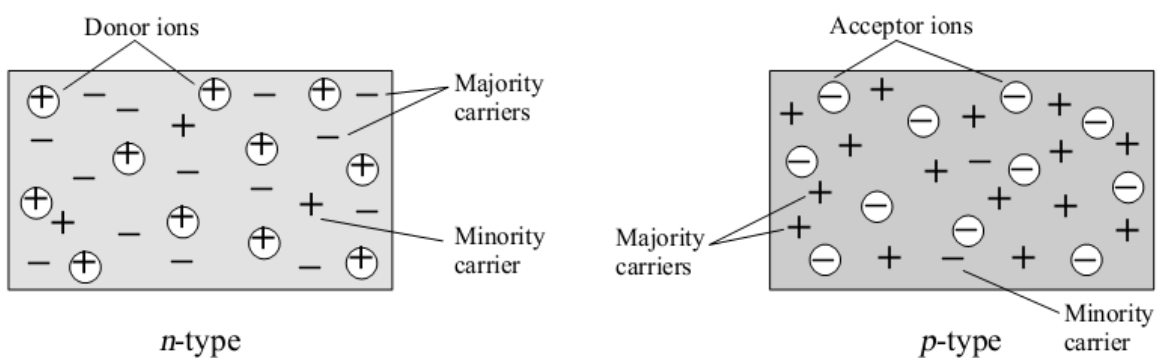 Donor ions
Majority
carriers
Minority
carrier
n-type
Acceptor ions
Majority
carriers
Minority
carrier
p-type